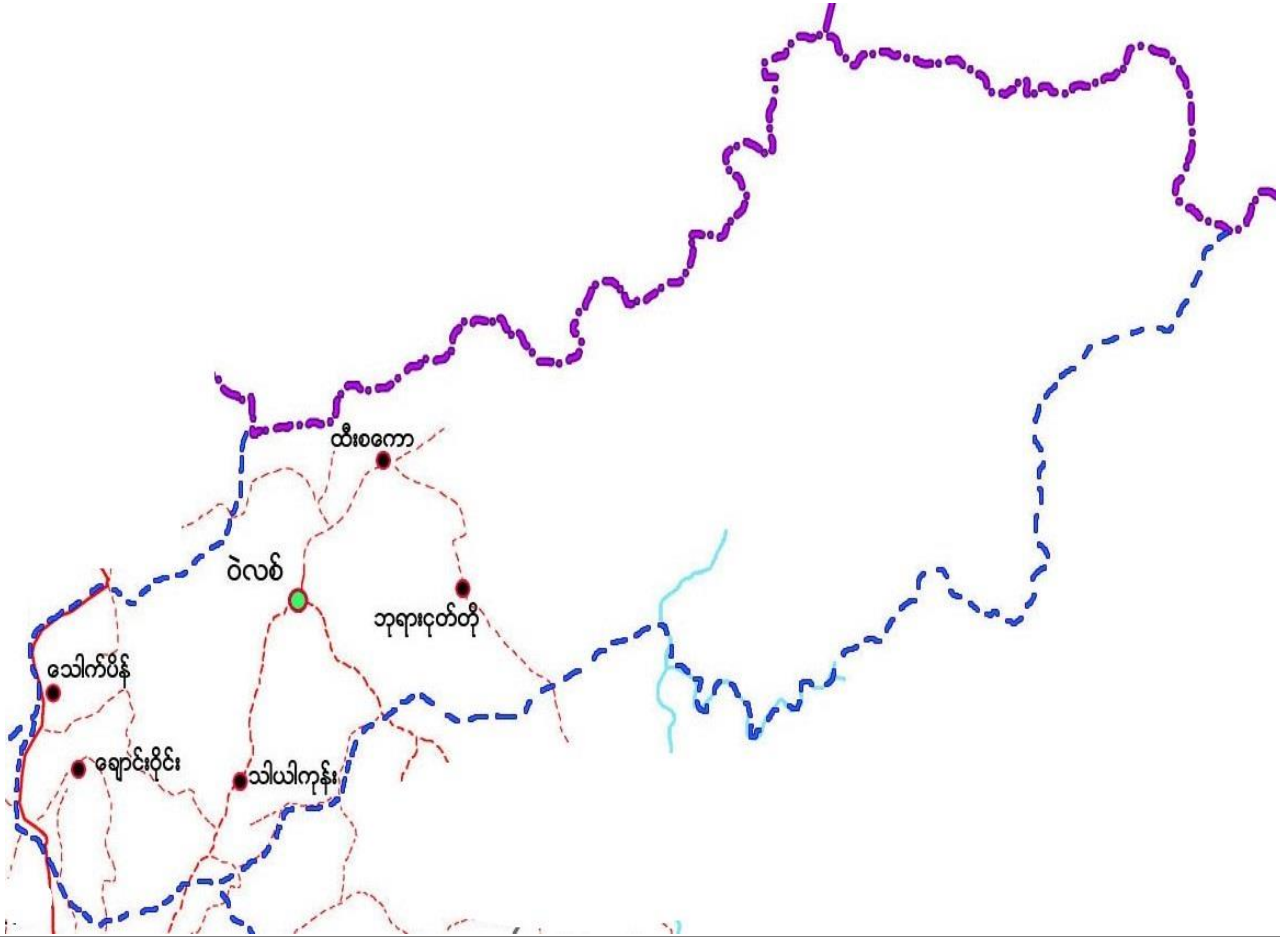 ထီးစကော
ဝဲလစ်
ဘုရားငုတ်တို
သေါက်ပိန်
ချောင်းဝိုင်း
သါယါကုန်း